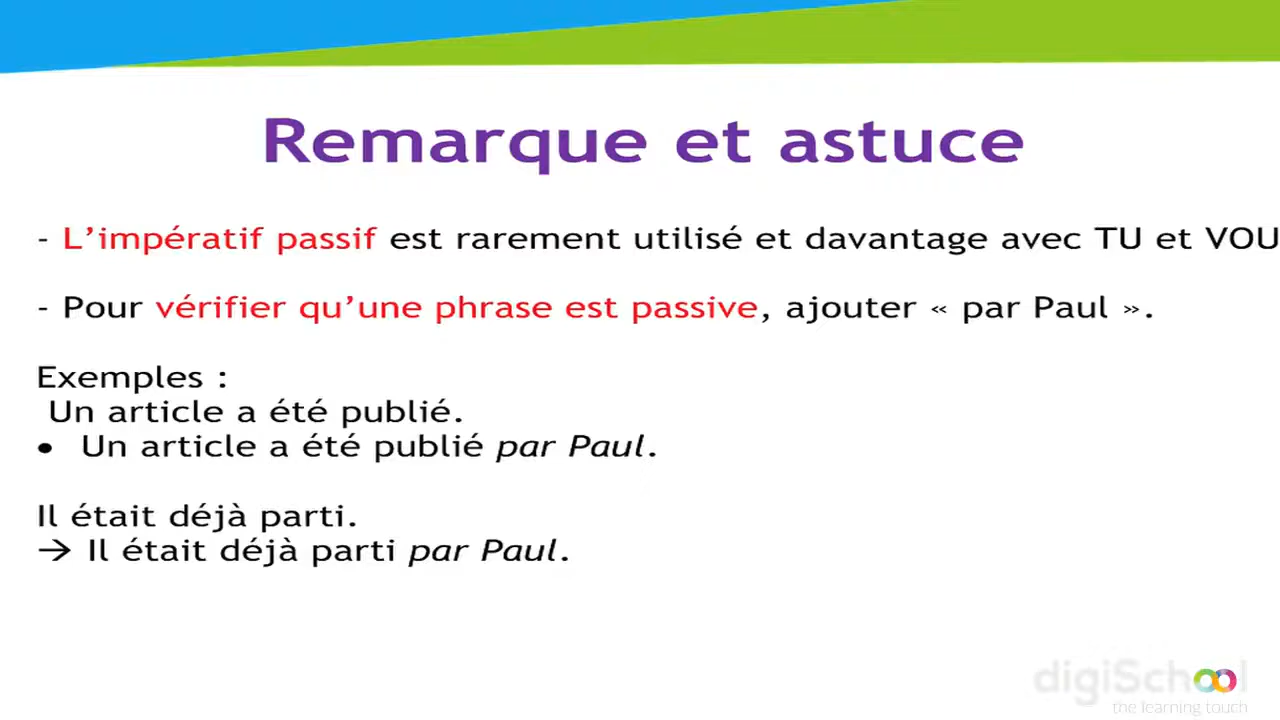 Remarque et astuce
- L’impératif passif est rarement utilisé et davantage avec TU et VOU
- Pour vérifier qu’une phrase est passive, ajouter « par Paul ».
Exemples :
Un article a été publié.
• Un article a été publié par Paul.
Il était déjà parti.
→ Il était déjà parti par Paul.
digiSchool
the learning touch